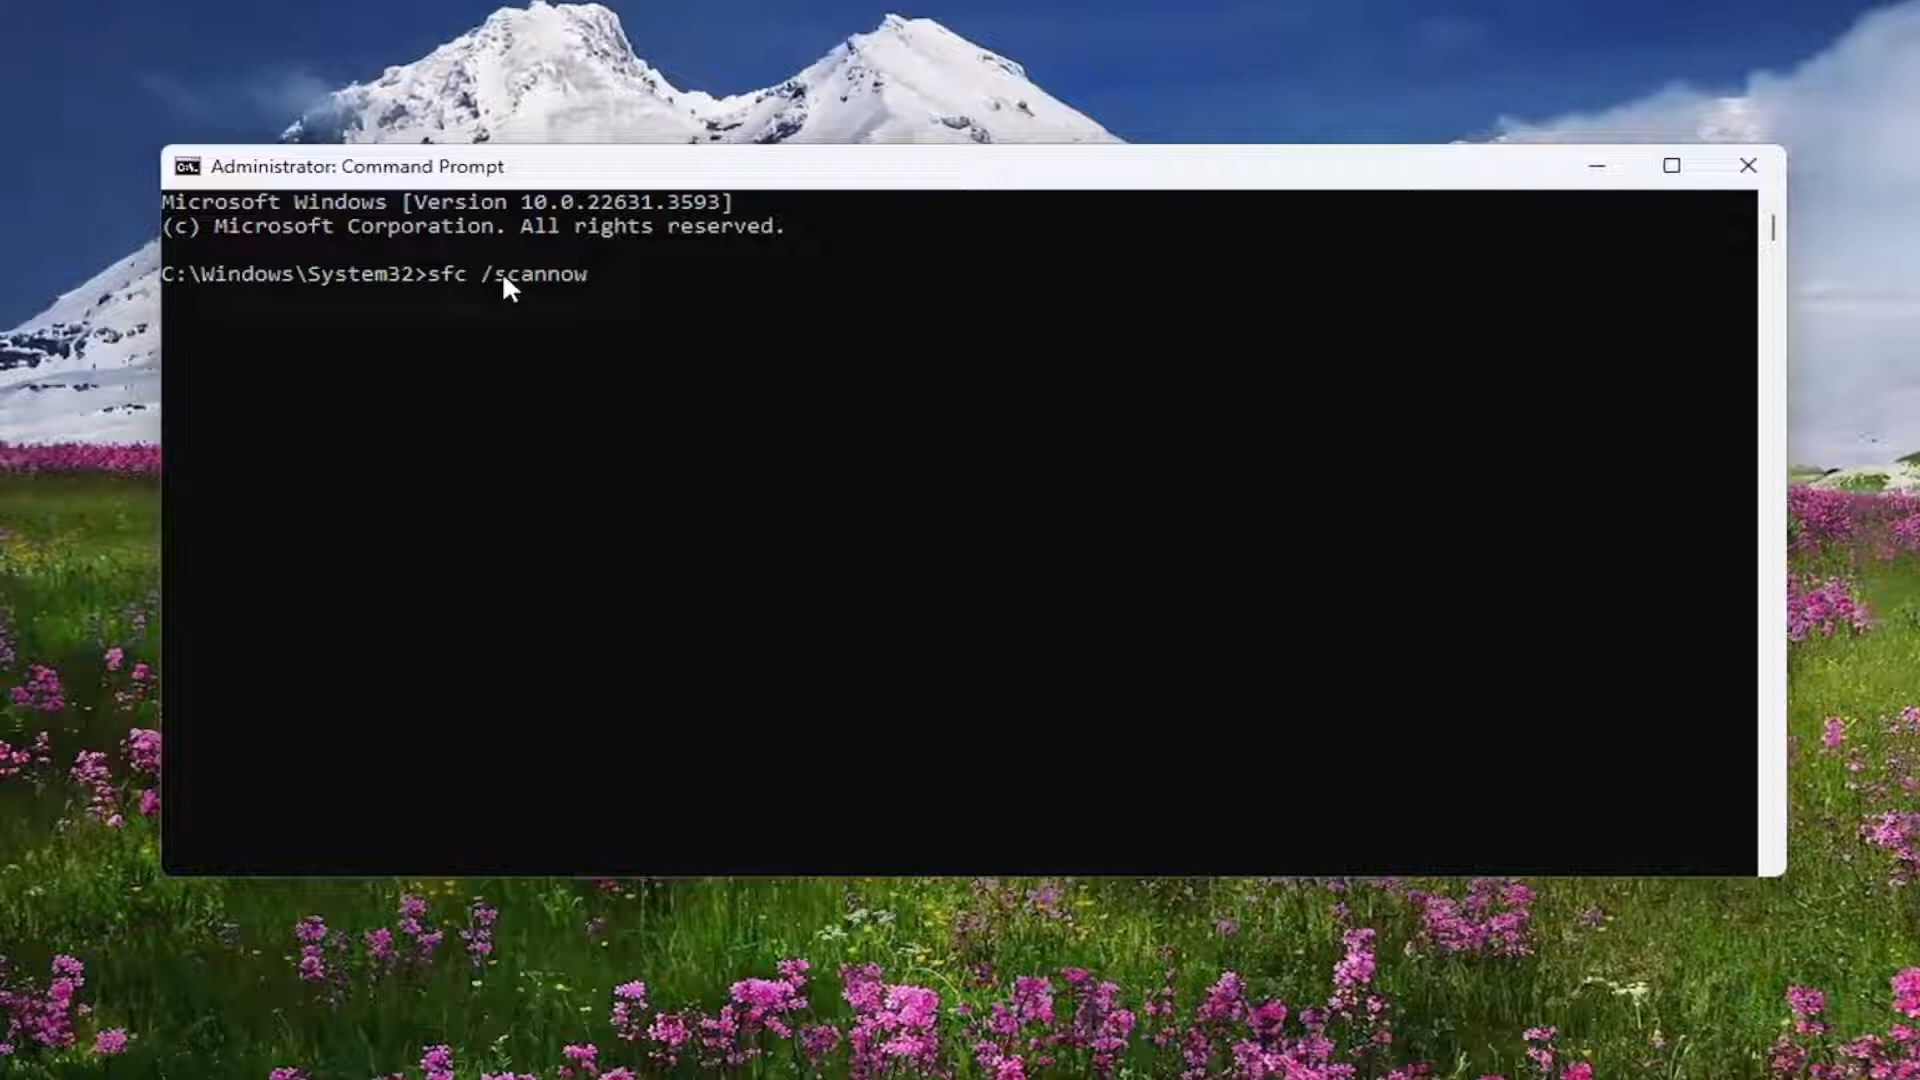 Administrator: Command Prompt
Microsoft Windows [Version 10.0.22631.3593]
(c) Microsoft Corporation. All rights reserved.
C:\Windows\System32>sfc /scannow